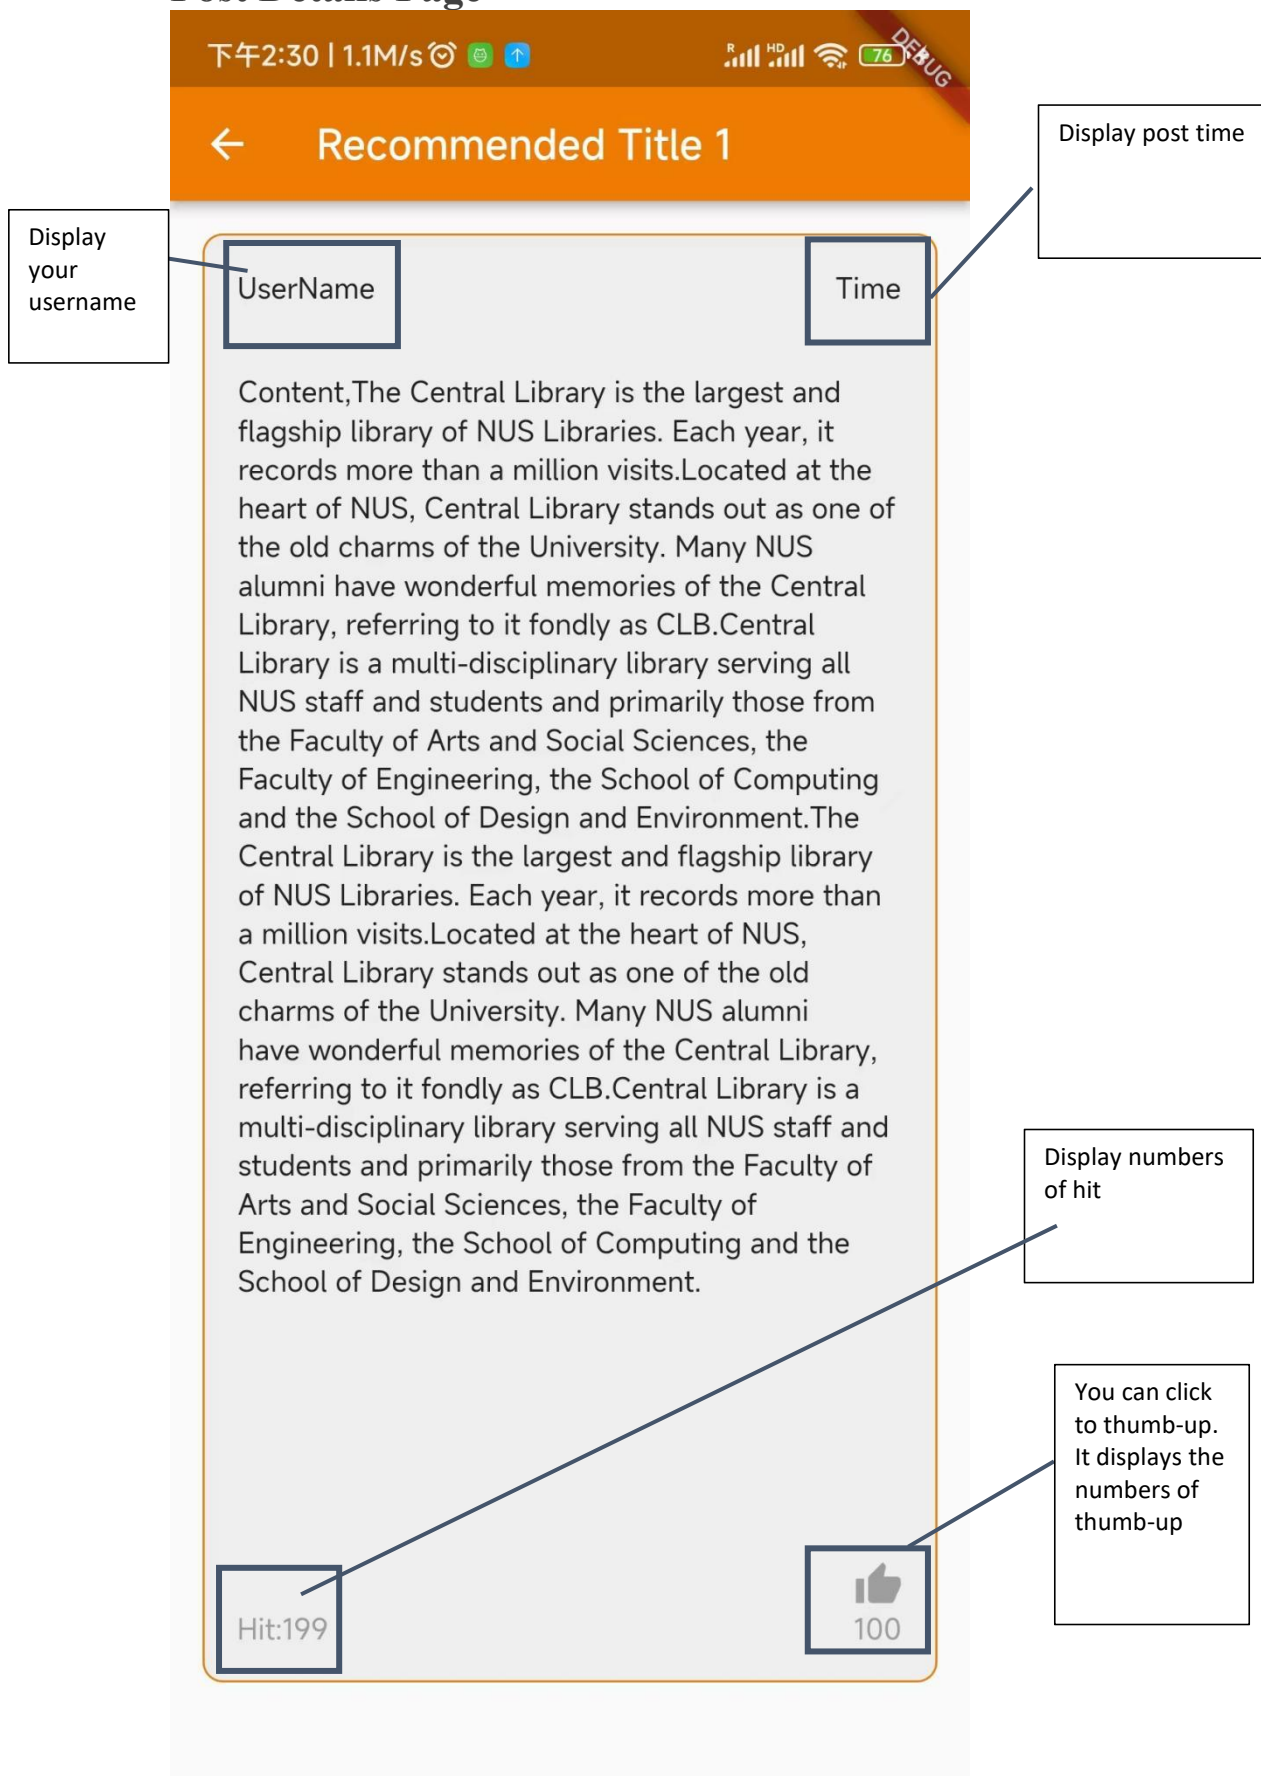 Post Details Page
下午2:30 | 1.1M/s
R HD 76
DEBUG
Recommended Title 1
Display post time
Display
your
username
UserName
Time
Content,The Central Library is the largest and
flagship library of NUS Libraries. Each year, it
records more than a million visits.Located at the
heart of NUS, Central Library stands out as one of
the old charms of the University. Many NUS
alumni have wonderful memories of the Central
Library, referring to it fondly as CLB.Central
Library is a multi-disciplinary library serving all
NUS staff and students and primarily those from
the Faculty of Arts and Social Sciences, the
Faculty of Engineering, the School of Computing
and the School of Design and Environment.The
Central Library is the largest and flagship library
of NUS Libraries. Each year, it records more than
a million visits.Located at the heart of NUS,
Central Library stands out as one of the old
charms of the University. Many NUS alumni
have wonderful memories of the Central Library,
referring to it fondly as CLB.Central Library is a
multi-disciplinary library serving all NUS staff and
students and primarily those from the Faculty of
Arts and Social Sciences, the Faculty of
Engineering, the School of Computing and the
School of Design and Environment.
Display numbers
of hit
You can click
to thumb-up.
It displays the
numbers of
thumb-up
Hit:199
100